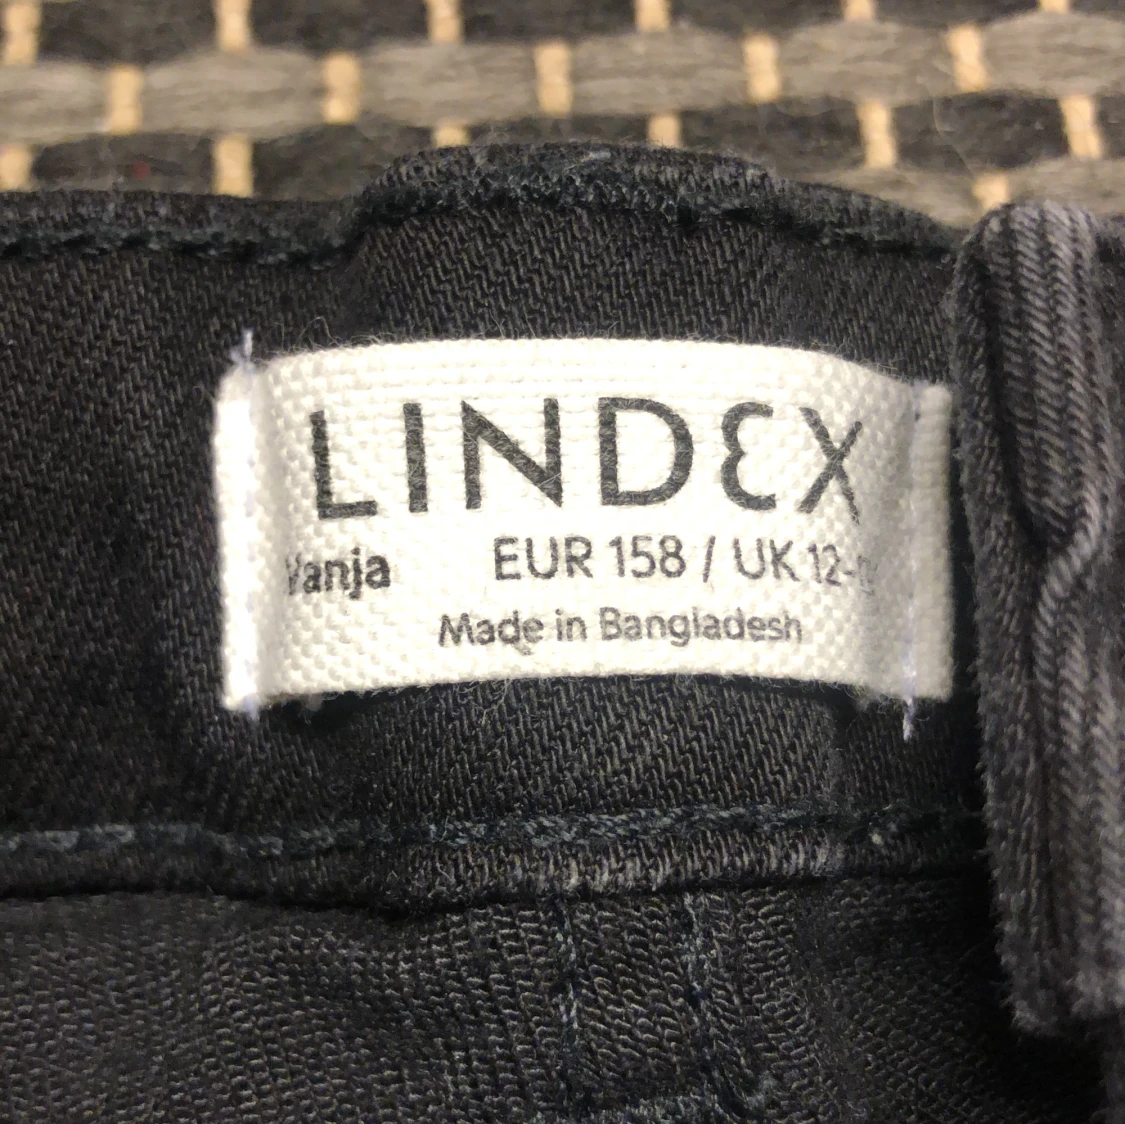 LINDEX
Vanja EUR 158 / UK 12-
Made in Bangladesh